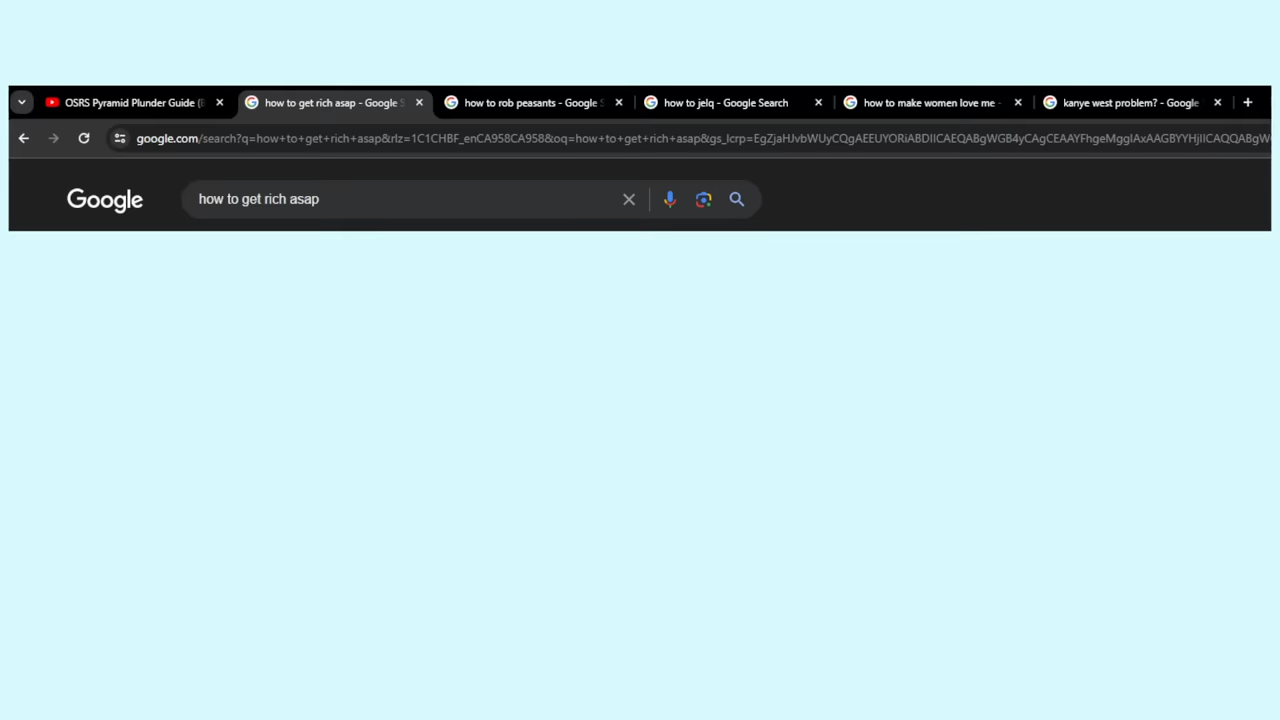 OSRS Pyramid Plunder Guide (
how to get rich asap - Google S
how to rob peasants - Google S
how to jelq - Google Search
how to make women love me -
kanye west problem? - Google
google.com/search?q=how+to+get+rich+asap&rlz=1C1CHBF_enCA958CA958&oq=how+to+get+rich+asap&gs_lcrp=EgZjaHJvbWUyCQgAEEUYORiABDIICAEQABgWGB4yCAgCEAAYFhgeMggIAxAAGBYYHjIICAQQABgW
Google
how to get rich asap